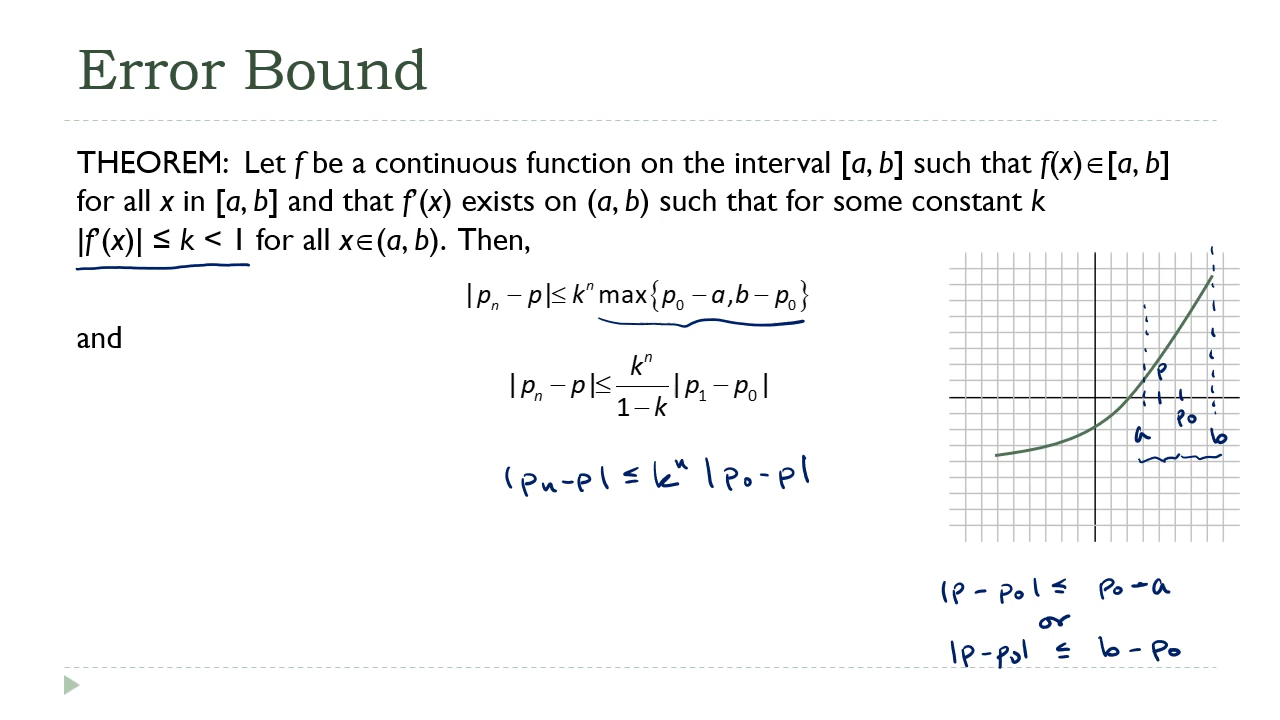 Error Bound
THEOREM: Let f be a continuous function on the interval [a, b] such that f(x)∈[a, b]
for all x in [a, b] and that f'(x) exists on (a, b) such that for some constant k
|f'(x)| ≤ k < 1 for all x∈(a, b). Then,
|pₙ − p|≤ kⁿ max{p₀ − a,b − p₀}
and
|pₙ − p|≤ kⁿ/(1 − k) |p₁ − p₀|
|pₙ-p| ≤ kⁿ |p₀-p|
p
p₀
a b
|p - p₀| ≤ p₀-a
or
|p-p₀| ≤ b-p₀